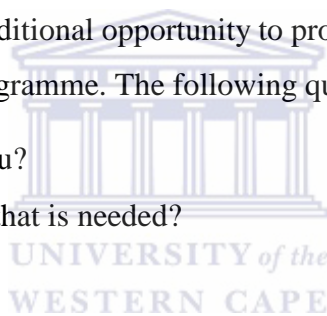 ditional opportunity to pro
gramme. The following qu
u?
hat is needed?
UNIVERSITY of the
WESTERN CAPE